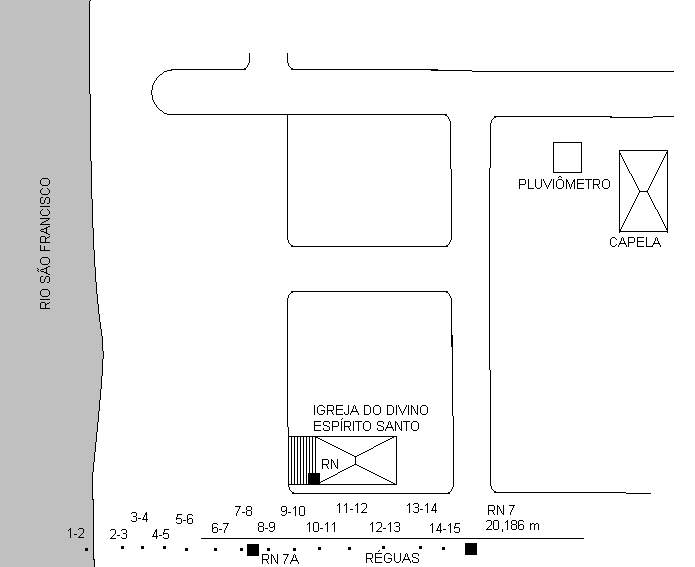 PLUVIÔMETRO
CAPELA
RIO SÃO FRANCISCO
IGREJA DO DIVINO
ESPÍRITO SANTO
RN
1-2
2-3
3-4
4-5
5-6
6-7
7-8
8-9
9-10
10-11
11-12
12-13
13-14
14-15
RN 7
20,186 m
RN 7A
RÉGUAS